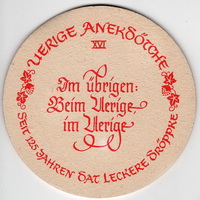 Uerige Anekdötche
XVI
Im übrigen:
Beim Uerige,
im Uerige
Seit 125 Jahren dat leckere Dröppke